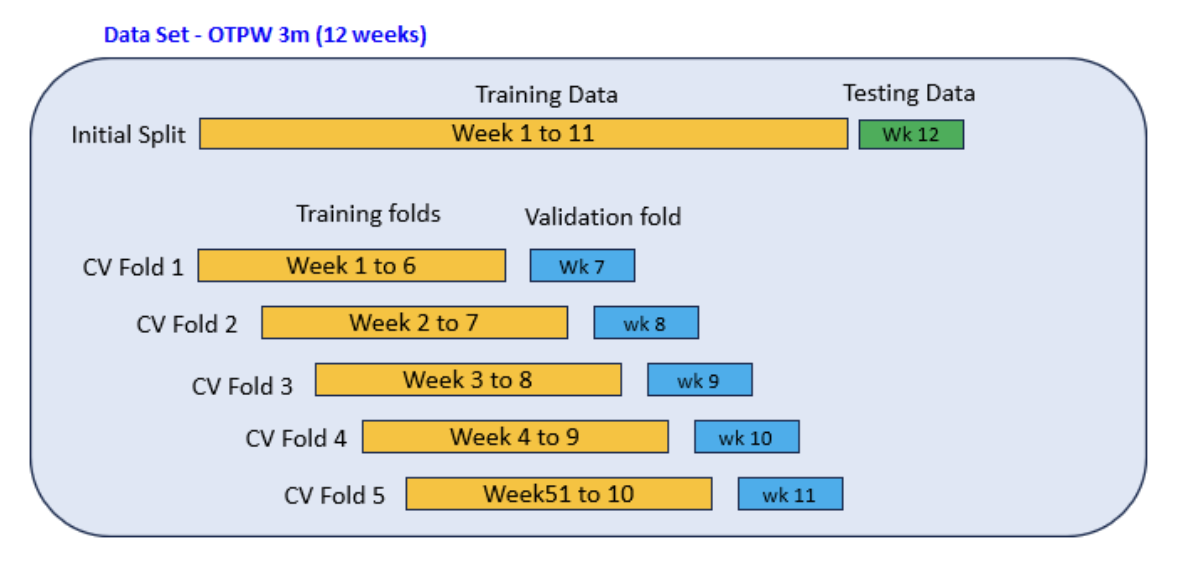 Data Set - OTPW 3m (12 weeks)
Training Data
Testing Data
Initial Split
Week 1 to 11
Wk 12
Training folds
Validation fold
CV Fold 1
Week 1 to 6
Wk 7
CV Fold 2
Week 2 to 7
wk 8
CV Fold 3
Week 3 to 8
wk 9
CV Fold 4
Week 4 to 9
wk 10
CV Fold 5
Week51 to 10
wk 11